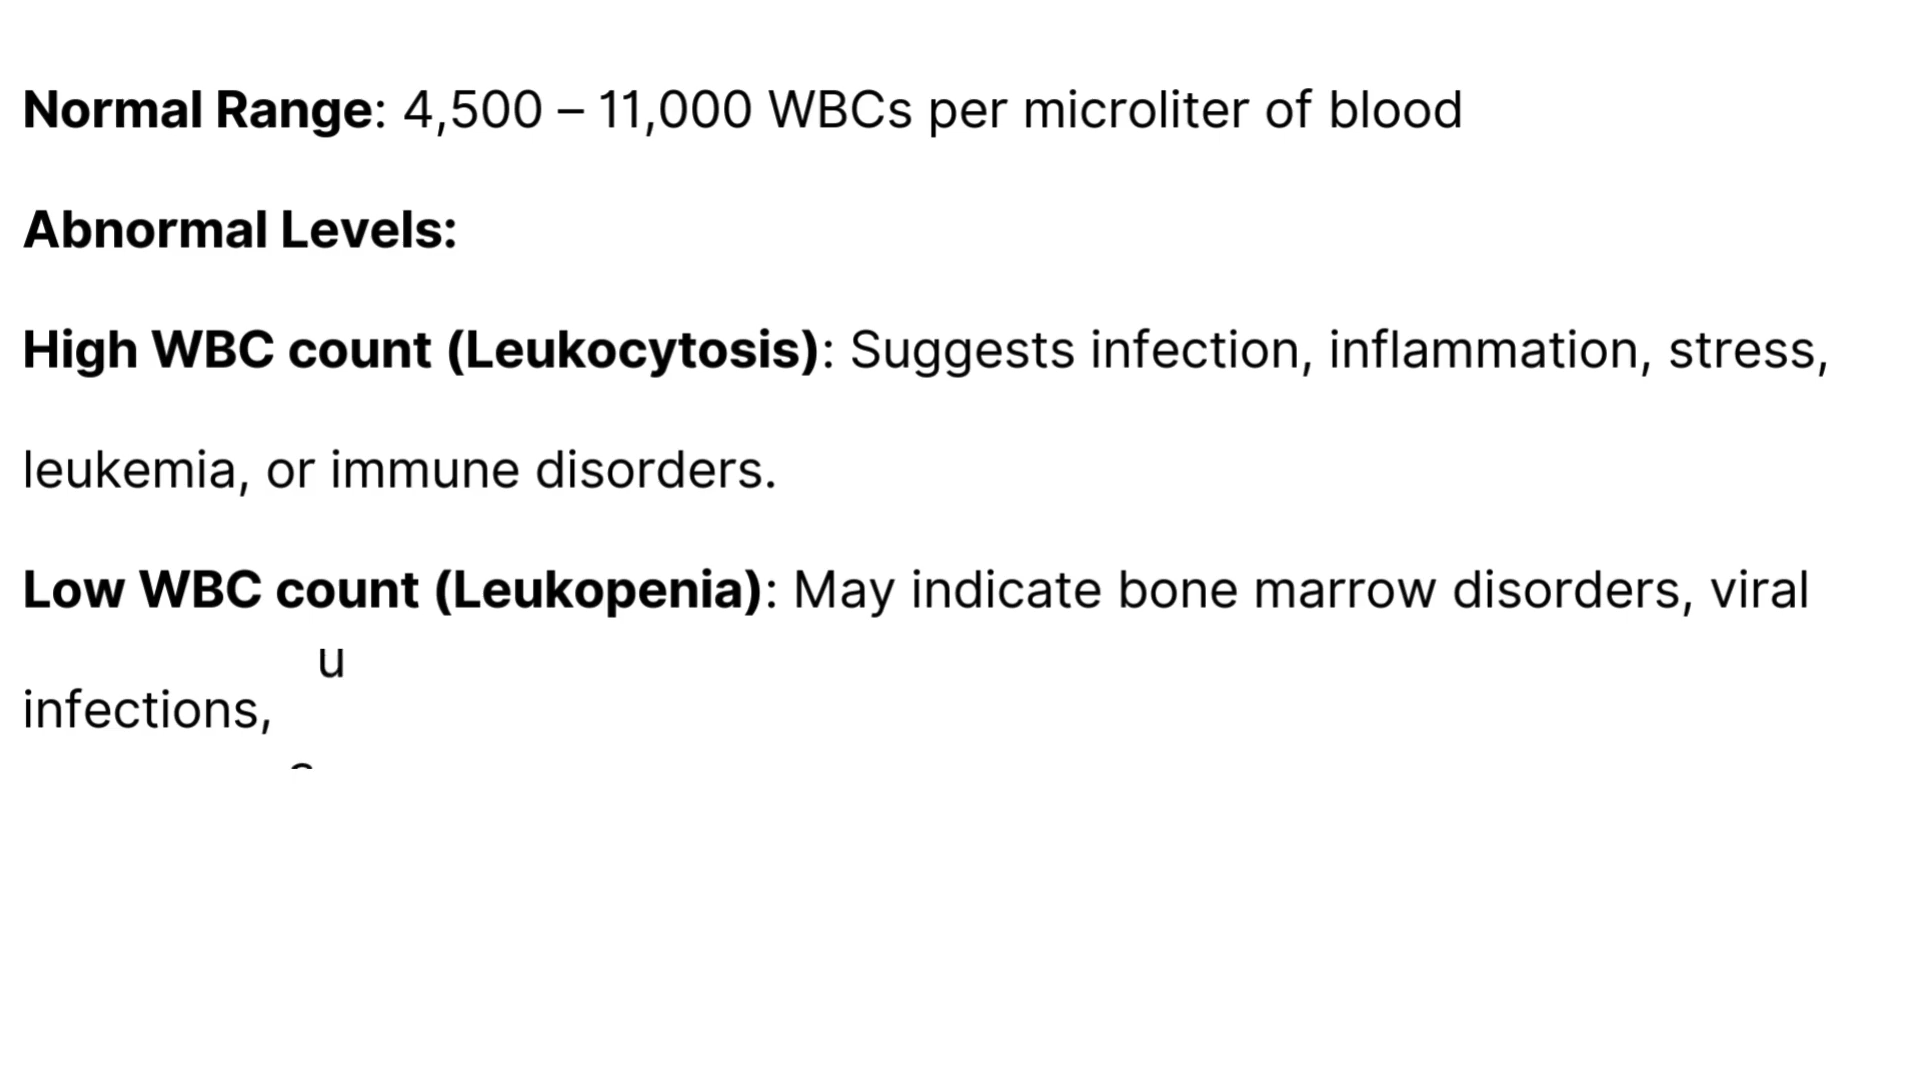 Normal Range: 4,500 – 11,000 WBCs per microliter of blood
Abnormal Levels:
High WBC count (Leukocytosis): Suggests infection, inflammation, stress,
leukemia, or immune disorders.
Low WBC count (Leukopenia): May indicate bone marrow disorders, viral
u
infections,